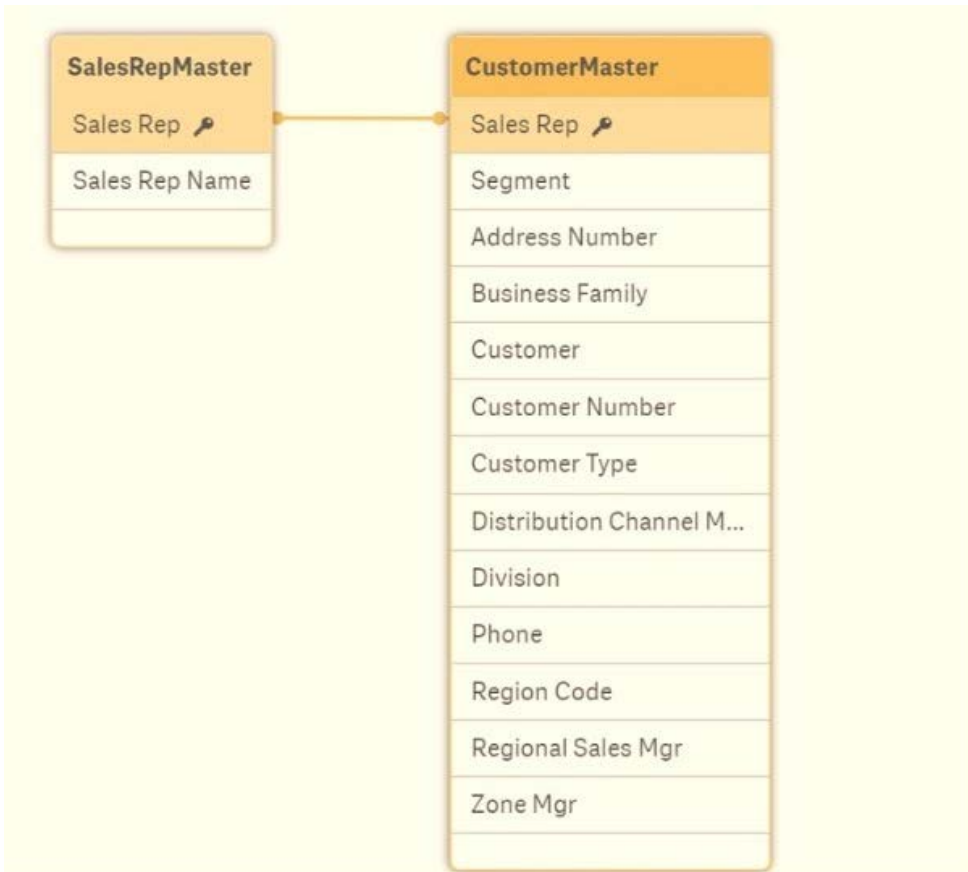 SalesRepMaster
Sales Rep
Sales Rep Name
CustomerMaster
Sales Rep
Segment
Address Number
Business Family
Customer
Customer Number
Customer Type
Distribution Channel M...
Division
Phone
Region Code
Regional Sales Mgr
Zone Mgr